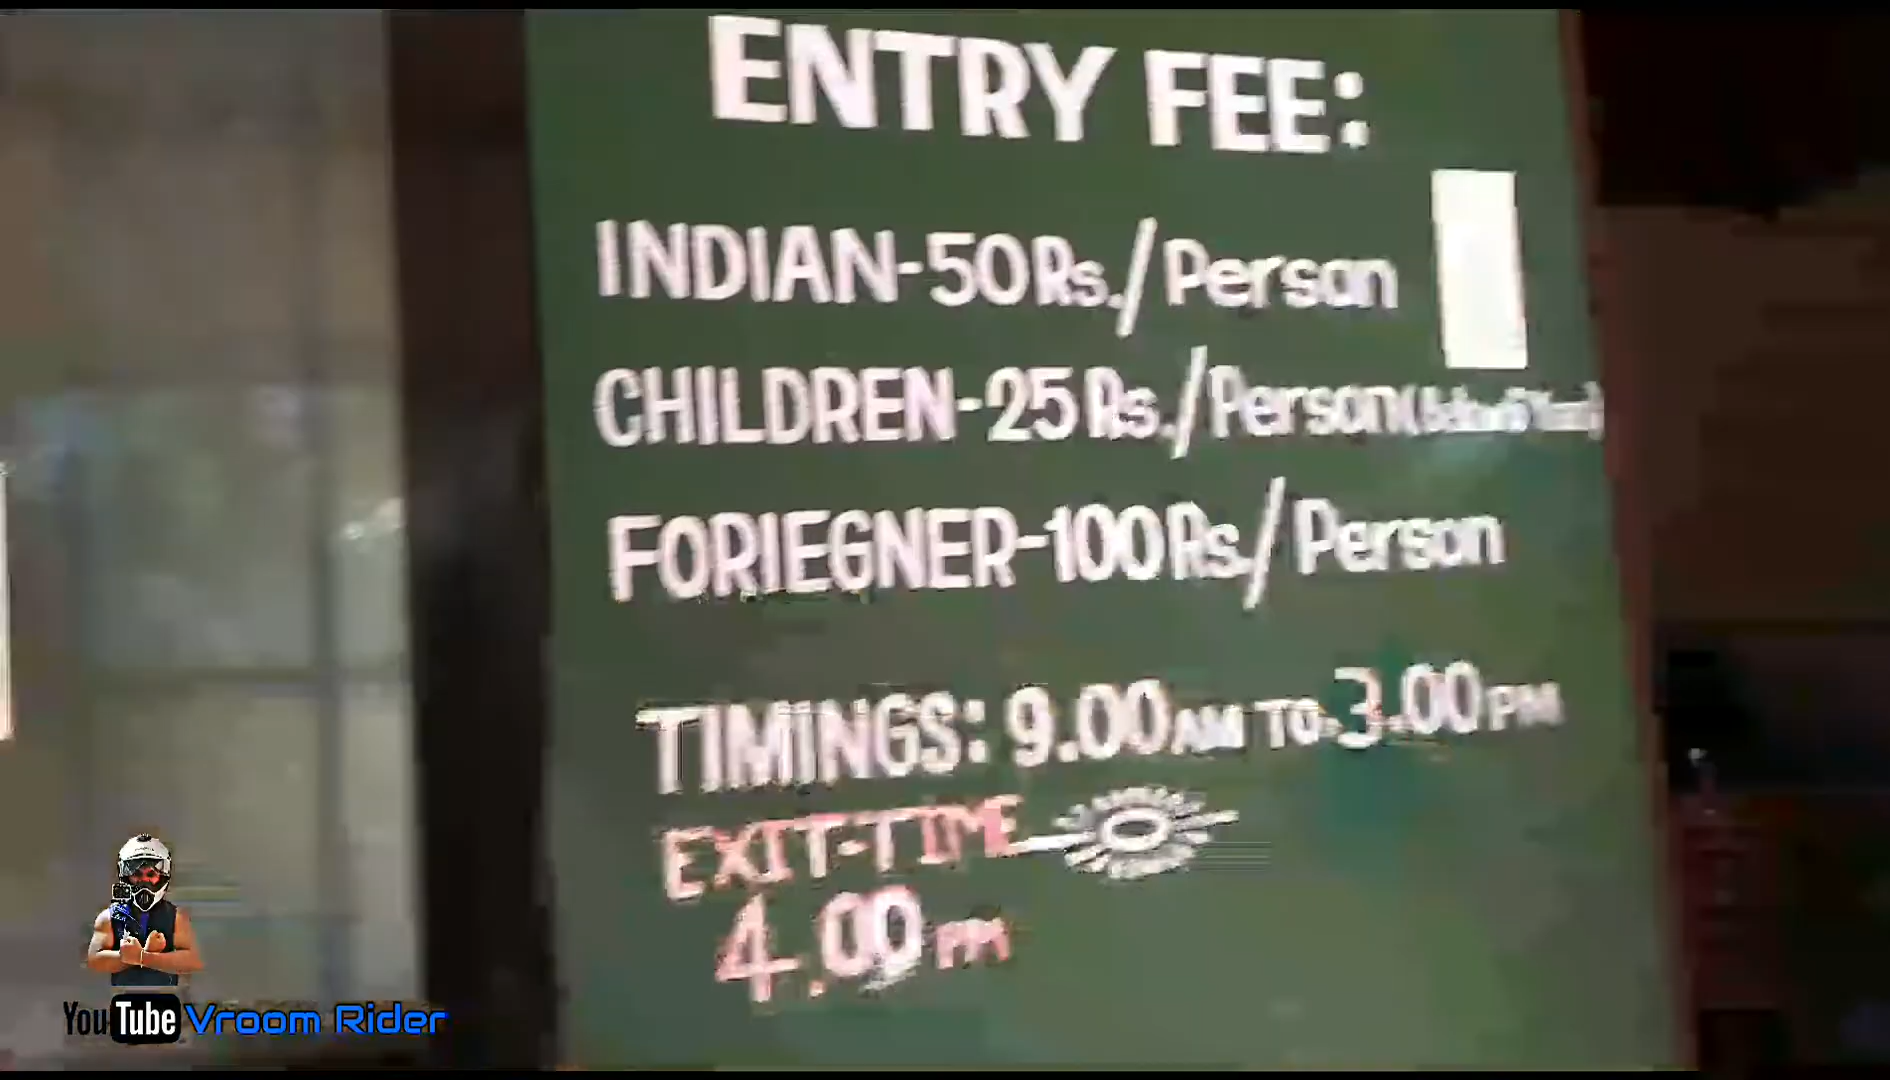 ENTRY FEE:
INDIAN-50Rs./Person
CHILDREN-25Rs./Person
FORIEGNER-100Rs./Person
TIMINGS: 9.00AM TO 3.00PM
EXIT-TIME
4.00PM
YouTube Vroom Rider